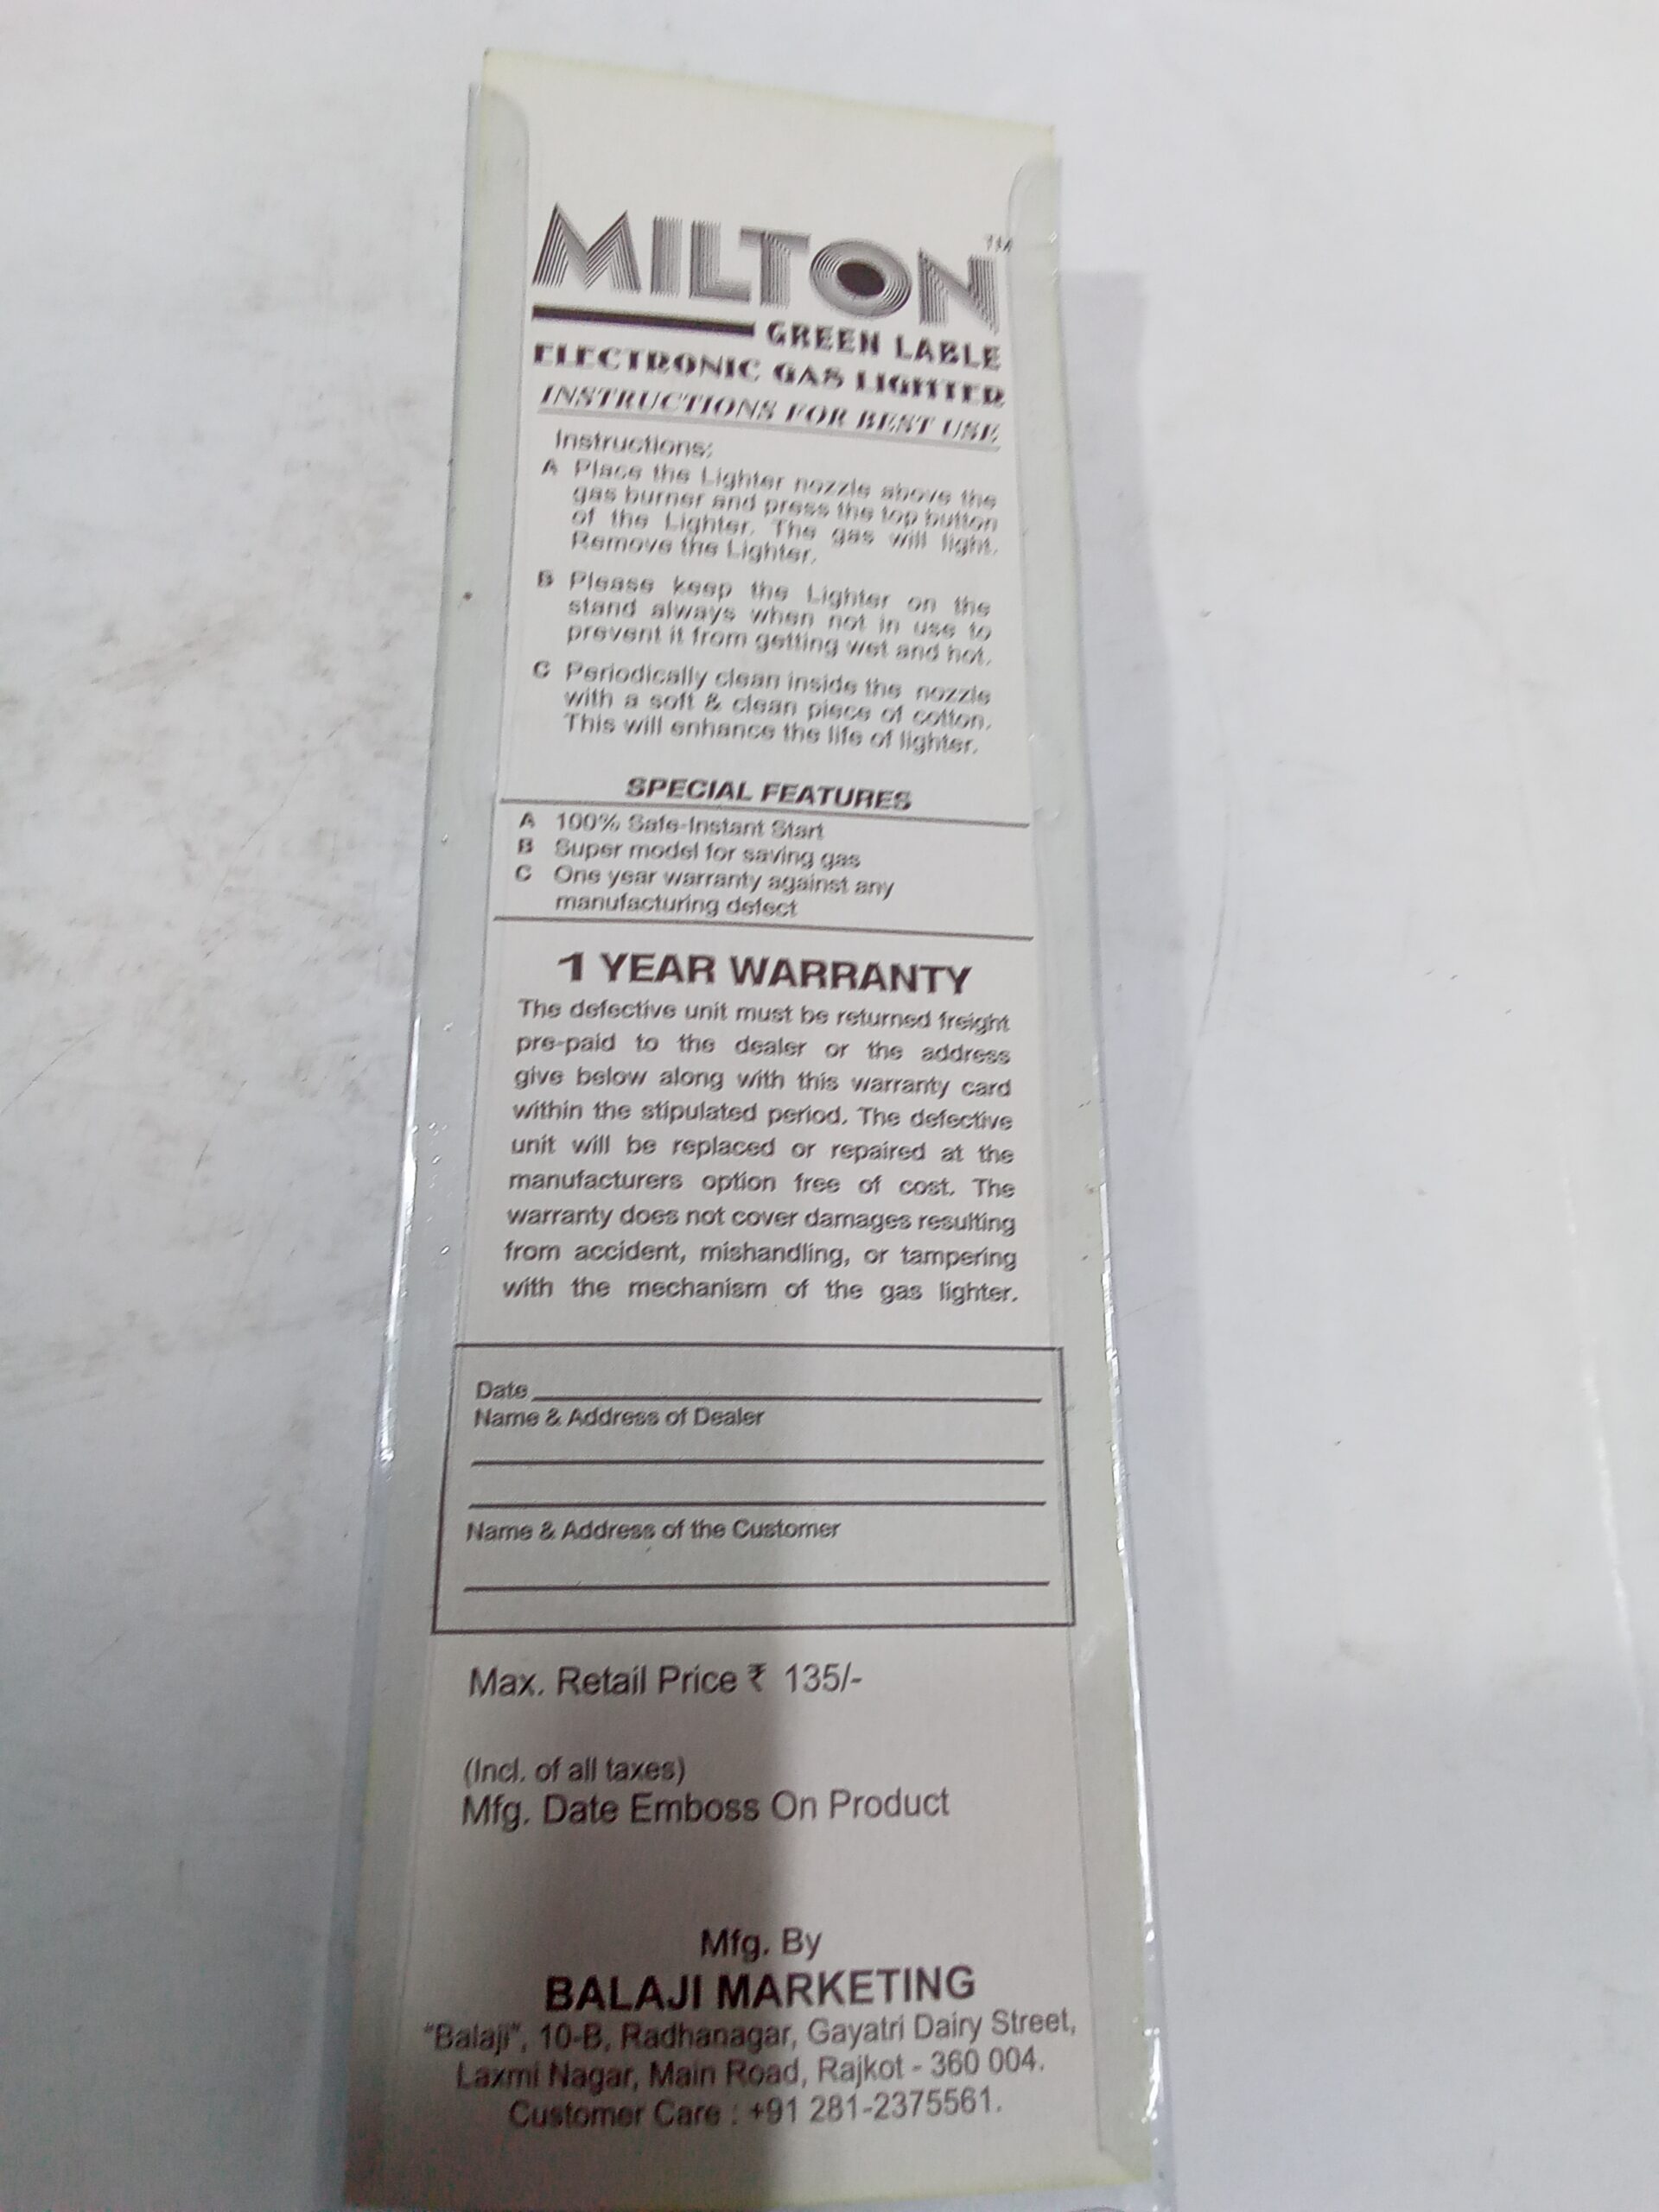 MILTON TM
GREEN LABLE
ELECTRONIC GAS LIGHTER
INSTRUCTIONS FOR BEST USE
Instructions:
A Place the Lighter nozzle above the
gas burner and press the top button
of the Lighter. The gas will light.
Remove the Lighter.
B Please keep the Lighter on the
stand always when not in use to
prevent it from getting wet and hot.
C Periodically clean inside the nozzle
with a soft & clean piece of cotton.
This will enhance the life of lighter.
SPECIAL FEATURES
A 100% Safe-Instant Start
B Super model for saving gas
C One year warranty against any
manufacturing defect
1 YEAR WARRANTY
The defective unit must be returned freight
pre-paid to the dealer or the address
give below along with this warranty card
within the stipulated period. The defective
unit will be replaced or repaired at the
manufacturers option free of cost. The
warranty does not cover damages resulting
from accident, mishandling, or tampering
with the mechanism of the gas lighter.
Date
Name & Address of Dealer
Name & Address of the Customer
Max. Retail Price ₹ 135/-
(Incl. of all taxes)
Mfg. Date Emboss On Product
Mfg. By
BALAJI MARKETING
"Balaji", 10-B, Radhanagar, Gayatri Dairy Street,
Laxmi Nagar, Main Road, Rajkot - 360 004.
Customer Care : +91 281-2375561.